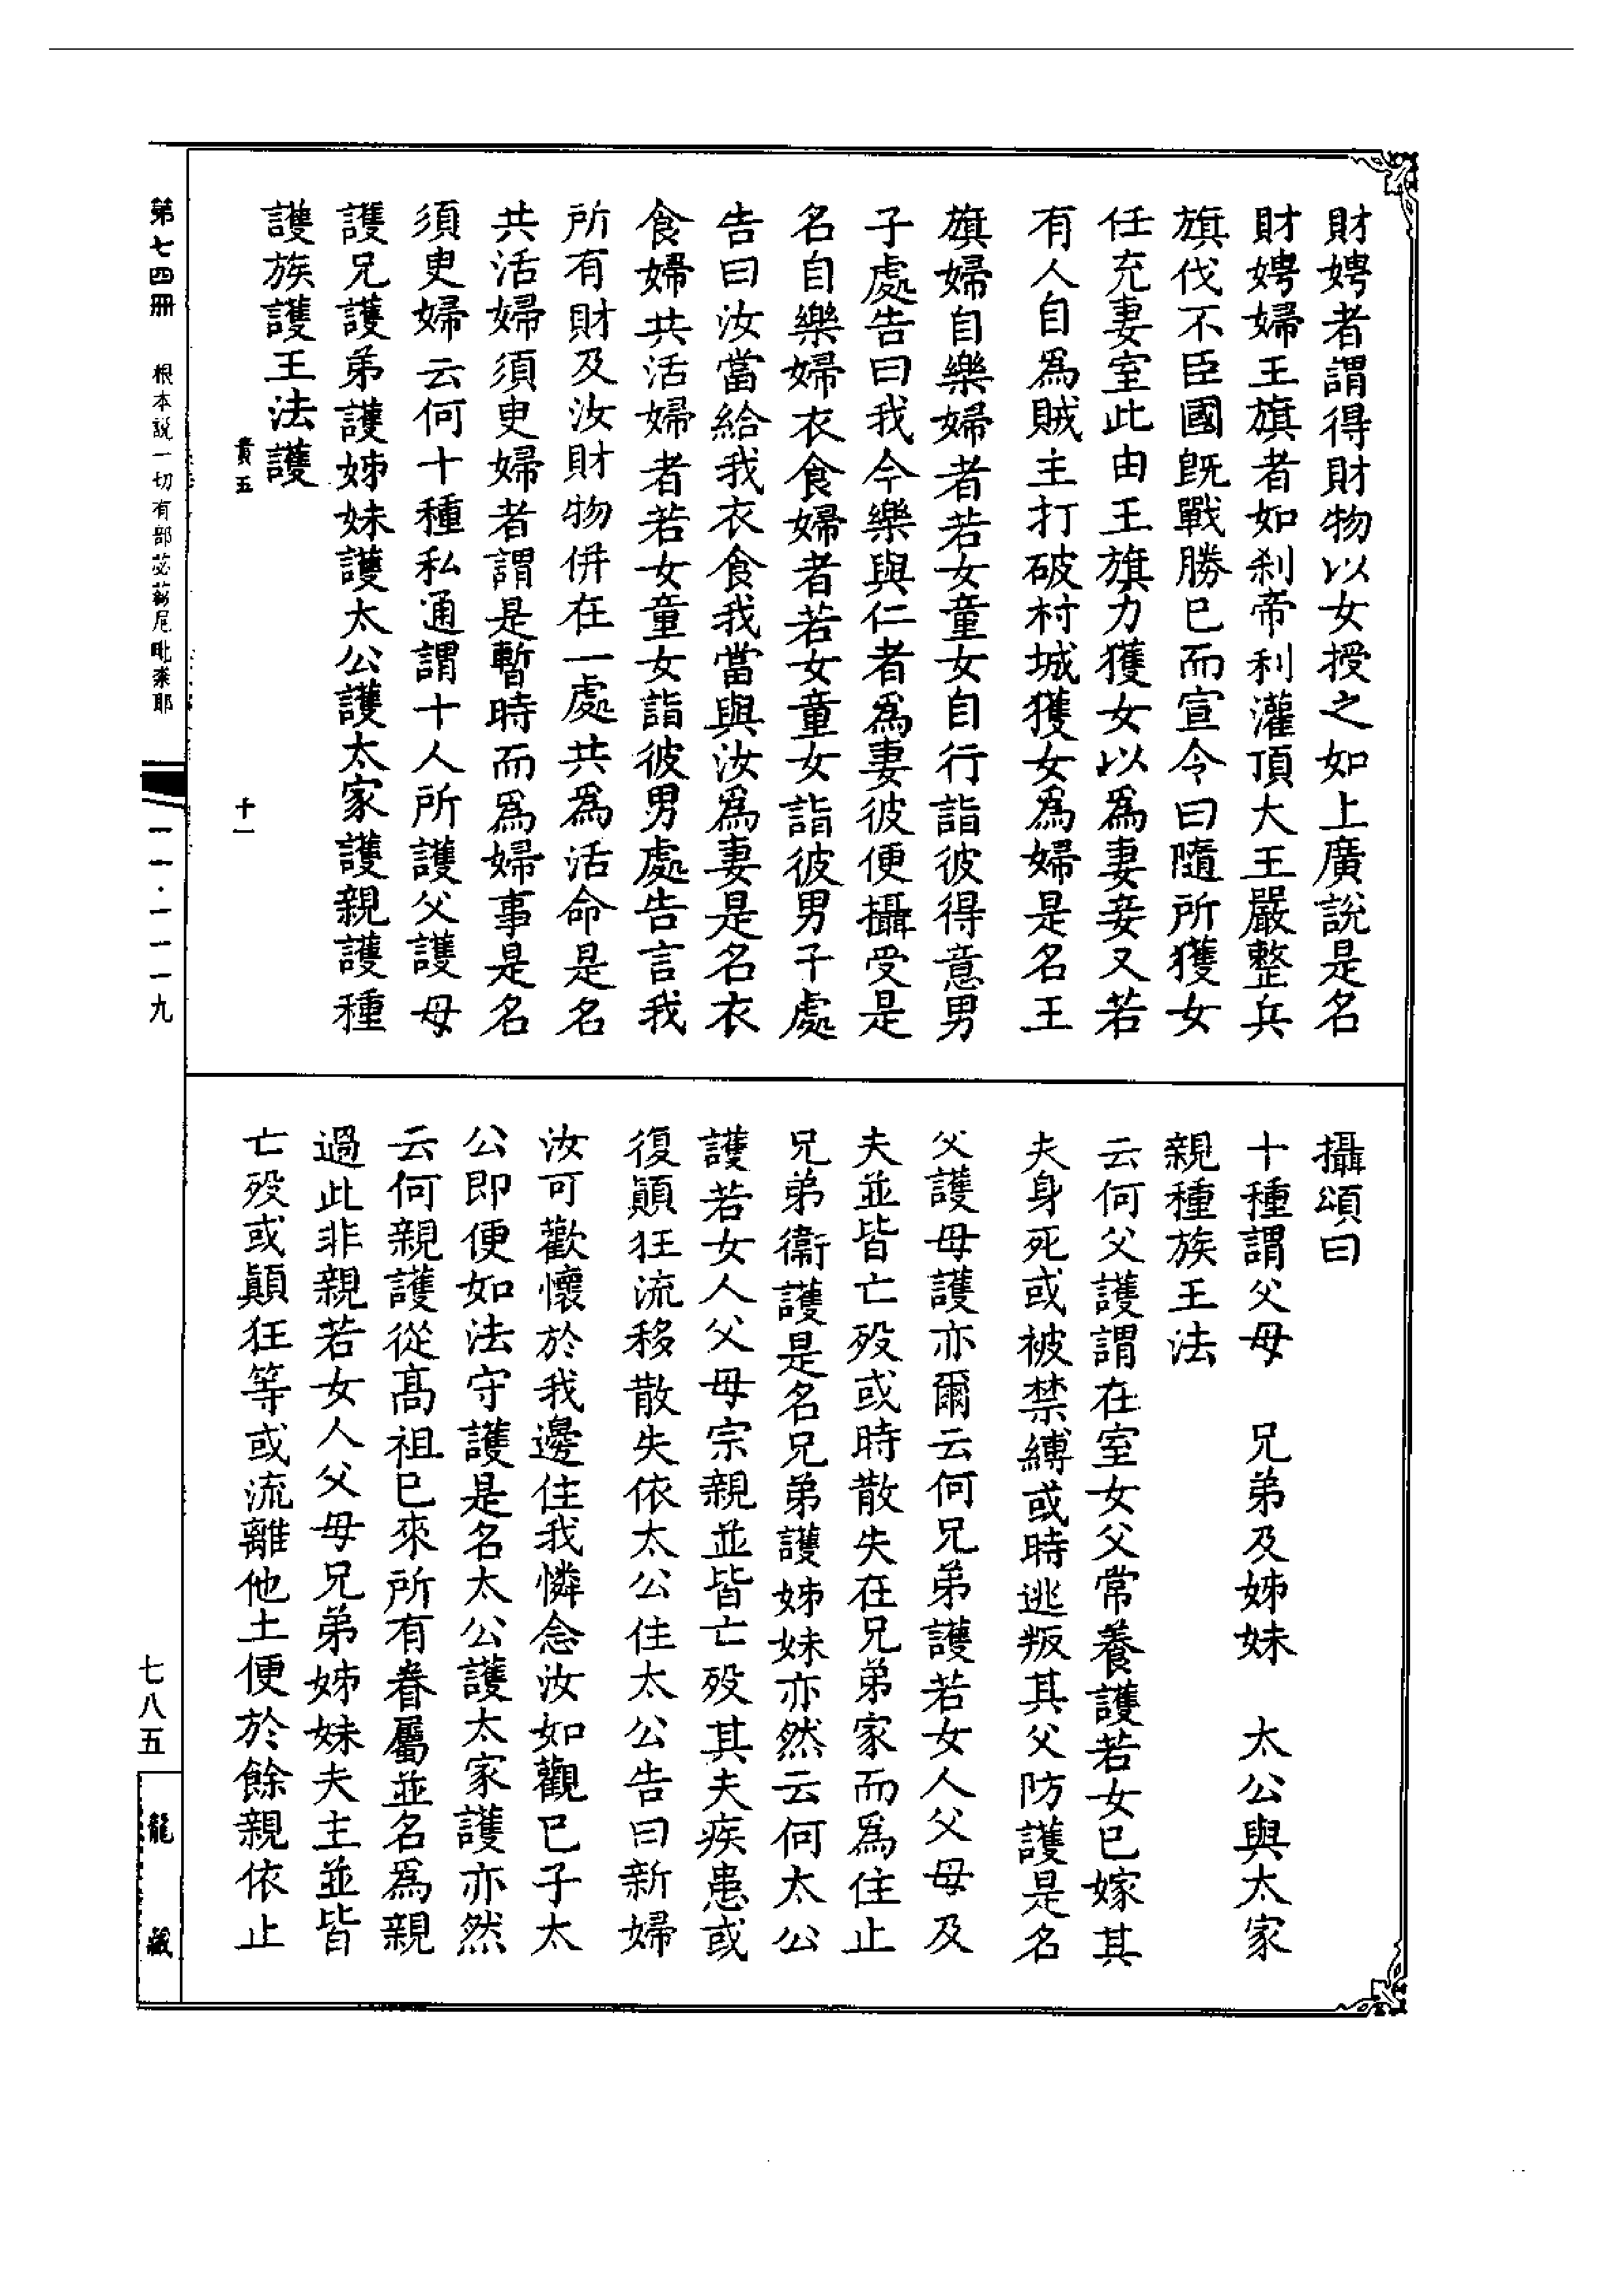 財娉者謂得財物以女授之如上廣說是名
財娉婦王旗者如刹帝利灌頂大王嚴整兵
旗伐不臣國旣戰勝已而宣令曰隨所獲女
任充妻室此由王旗力獲女以爲妻妾又若
有人自爲賊主打破村城獲女爲婦是名王
旗婦自樂婦者若女童女自行詣彼得意男
子處告曰我今樂與仁者爲妻彼便攝受是
名自樂婦衣食婦者若女童女詣彼男子處
告曰汝當給我衣食我當與汝爲妻是名衣
食婦共活婦者若女童女詣彼男處告言我
所有財及汝財物併在一處共爲活命是名
共活婦須臾婦者謂是暫時而爲婦事是名
須臾婦云何十種私通謂十人所護父護母
護兄護弟護姊妹護太公護太家護親護種
護族護王法護
貴五 十一
攝頌曰
十種謂父母 兄弟及姊妹 太公與太家
親種族王法
云何父護謂在室女父常養護若女已嫁其
夫身死或被禁縛或時逃叛其父防護是名
父護母護亦爾云何兄弟護若女人父母及
夫並皆亡歿或時散失在兄弟家而爲住止
兄弟衞護是名兄弟護姊妹亦然云何太公
護若女人父母宗親並皆亡歿其夫疾患或
復顚狂流移散失依太公住太公告曰新婦
汝可歡懷於我邊住我憐念汝如觀己子太
公即便如法守護是名太公護太家護亦然
云何親護從髙祖已來所有眷屬並名爲親
過此非親若女人父母兄弟姊妹夫主並皆
亡歿或顚狂等或流離他土便於餘親依止
第七四冊 根本說一切有部苾蒭尼毗柰耶 一一·一一一九
七八五 龍藏